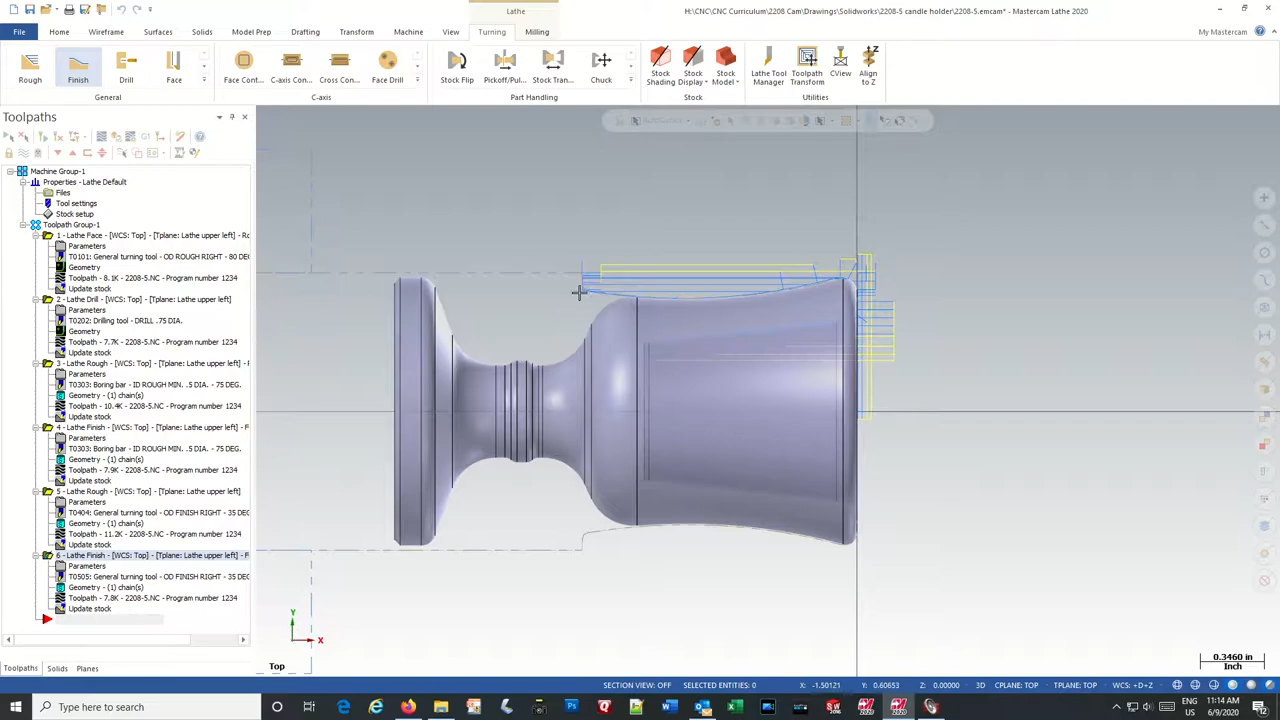 Lathe
H:\CNC\CNC Curriculum\2208 Cam\Drawings\Solidworks\2208-5 candle holder\2208-5.emcam* - Mastercam Lathe 2020
File Home Wireframe Surfaces Solids Model Prep Drafting Transform Machine View Turning Milling My Mastercam
Rough Finish Drill Face Face Cont... C-axis Con... Cross Con... Face Drill Stock Flip Pickoff/Pul... Stock Tran... Chuck Stock Shading Stock Display Stock Model Lathe Tool Manager Toolpath Transform CView Align to Z
General C-axis Part Handling Stock Utilities
Toolpaths
AutoCursor
Machine Group-1
Properties - Lathe Default
Files
Tool settings
Stock setup
Toolpath Group-1
1 - Lathe Face - [WCS: Top] - [Tplane: Lathe upper left] - Ro
Parameters
T0101: General turning tool - OD ROUGH RIGHT - 80 DEG
Geometry
Toolpath - 8.1K - 2208-5.NC - Program number 1234
Update stock
2 - Lathe Drill - [WCS: Top] - [Tplane: Lathe upper left]
Parameters
T0202: Drilling tool - DRILL .75 DIA.
Geometry
Toolpath - 7.7K - 2208-5.NC - Program number 1234
Update stock
3 - Lathe Rough - [WCS: Top] - [Tplane: Lathe upper left]
Parameters
T0303: Boring bar - ID ROUGH MIN. .5 DIA. - 75 DEG.
Geometry - (1) chain(s)
Toolpath - 10.4K - 2208-5.NC - Program number 1234
Update stock
4 - Lathe Finish - [WCS: Top] - [Tplane: Lathe upper left] - F
Parameters
T0303: Boring bar - ID ROUGH MIN. .5 DIA. - 75 DEG.
Geometry - (1) chain(s)
Toolpath - 7.9K - 2208-5.NC - Program number 1234
Update stock
5 - Lathe Rough - [WCS: Top] - [Tplane: Lathe upper left]
Parameters
T0404: General turning tool - OD FINISH RIGHT - 35 DEG
Geometry - (1) chain(s)
Toolpath - 11.2K - 2208-5.NC - Program number 1234
Update stock
6 - Lathe Finish - [WCS: Top] - [Tplane: Lathe upper left] - F
Parameters
T0505: General turning tool - OD FINISH RIGHT - 35 DEG
Geometry - (1) chain(s)
Toolpath - 7.8K - 2208-5.NC - Program number 1234
Update stock
Y
X
Top
0.3460 in
Inch
Toolpaths Solids Planes
SECTION VIEW: OFF SELECTED ENTITIES: 0 X: -1.50121 Y: 0.60653 Z: 0.00000 3D CPLANE: TOP TPLANE: TOP WCS: +D+Z
Type here to search
ENG
US
11:14 AM
6/9/2020